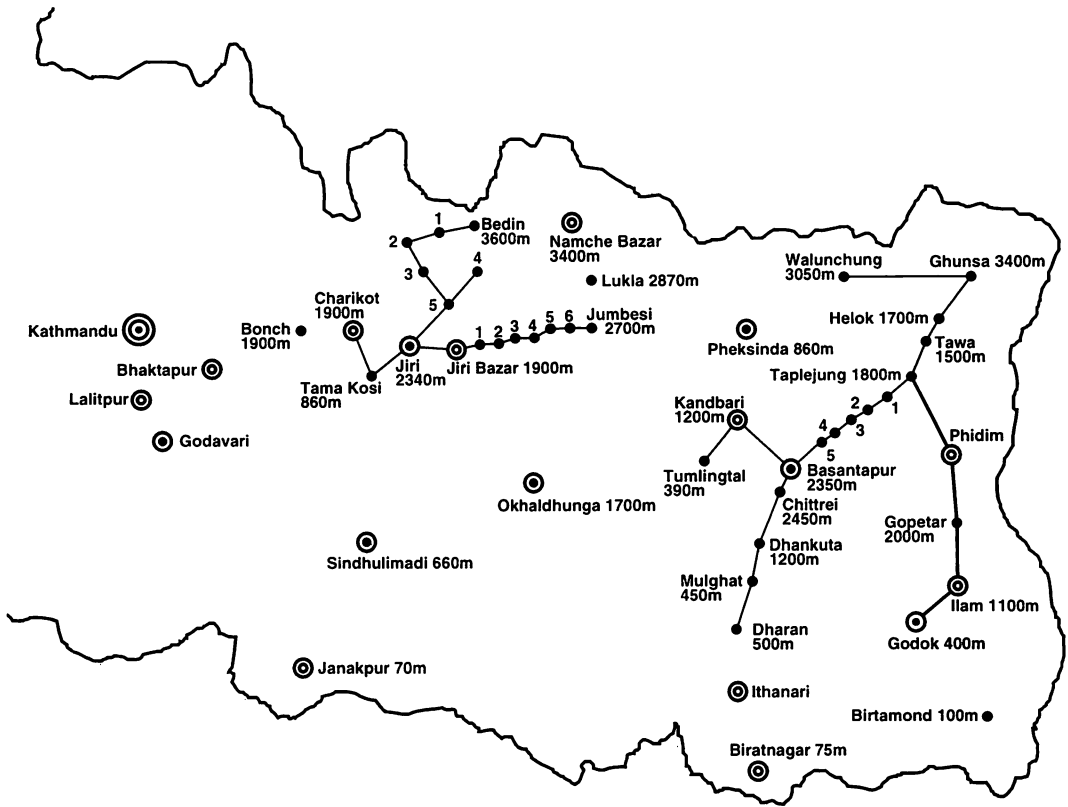 1
Bedin
3600m
2
3
4
5
Namche Bazar
3400m
Lukla 2870m
Walunchung
3050m
Ghunsa 3400m
Charikot
1900m
Kathmandu
Bonch
1900m
Bhaktapur
Lalitpur
Godavari
Tama Kosi
860m
Jiri
2340m
Jiri Bazar 1900m
1
2
3
4
5
6
Jumbesi
2700m
Helok 1700m
Pheksinda 860m
Tawa
1500m
Taplejung 1800m
Kandbari
1200m
1
2
3
4
5
Phidim
Tumlingtal
390m
Basantapur
2350m
Okhaldhunga 1700m
Chittrei
2450m
Gopetar
2000m
Sindhulimadi 660m
Dhankuta
1200m
Mulghat
450m
Ilam 1100m
Dharan
500m
Godok 400m
Janakpur 70m
Ithanari
Birtamond 100m
Biratnagar 75m